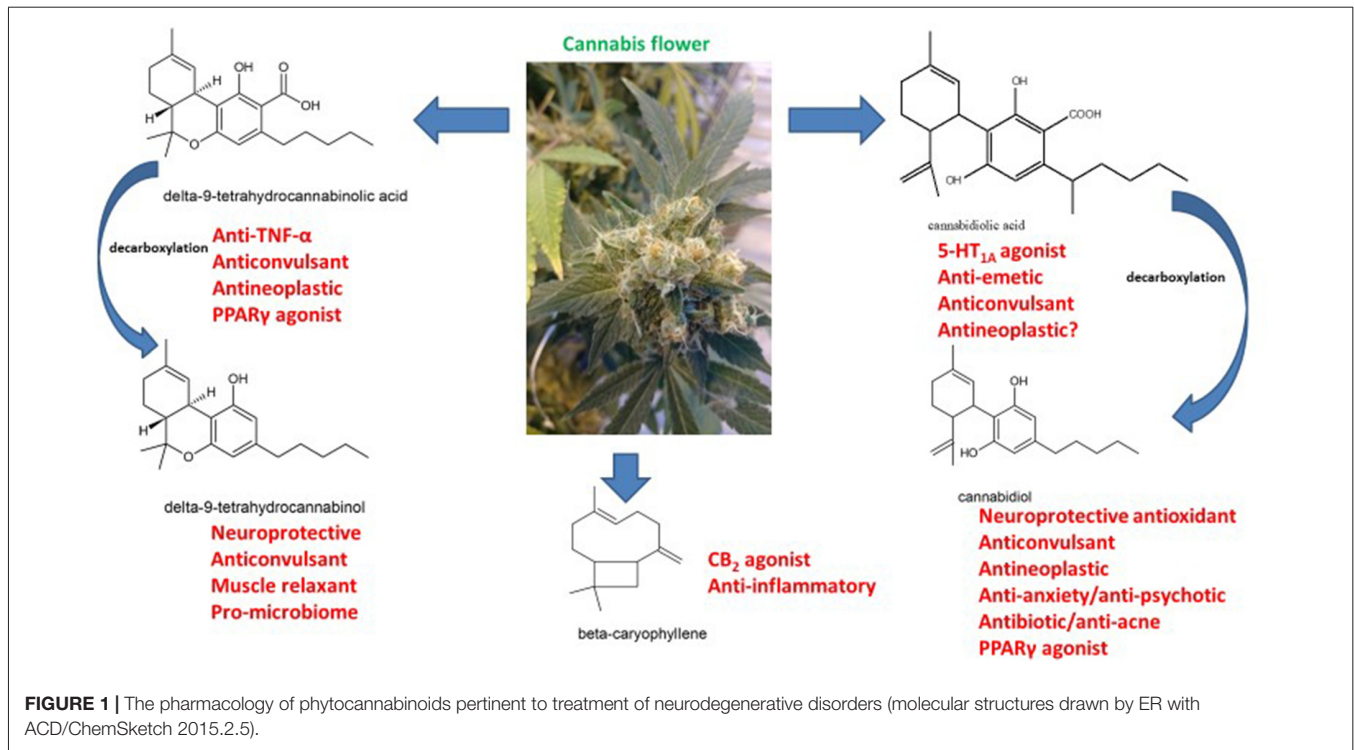 Cannabis flower
OH
O
OH
H
H
O
delta-9-tetrahydrocannabinolic acid
decarboxylation
Anti-TNF-α
Anticonvulsant
Antineoplastic
PPARγ agonist
OH
H
H
O
delta-9-tetrahydrocannabinol
Neuroprotective
Anticonvulsant
Muscle relaxant
Pro-microbiome
beta-caryophyllene
CB2 agonist
Anti-inflammatory
OH
COOH
OH
cannabidiolic acid
5-HT1A agonist
Anti-emetic
Anticonvulsant
Antineoplastic?
decarboxylation
OH
HO
cannabidiol
Neuroprotective antioxidant
Anticonvulsant
Antineoplastic
Anti-anxiety/anti-psychotic
Antibiotic/anti-acne
PPARγ agonist
FIGURE 1 | The pharmacology of phytocannabinoids pertinent to treatment of neurodegenerative disorders (molecular structures drawn by ER with
ACD/ChemSketch 2015.2.5).